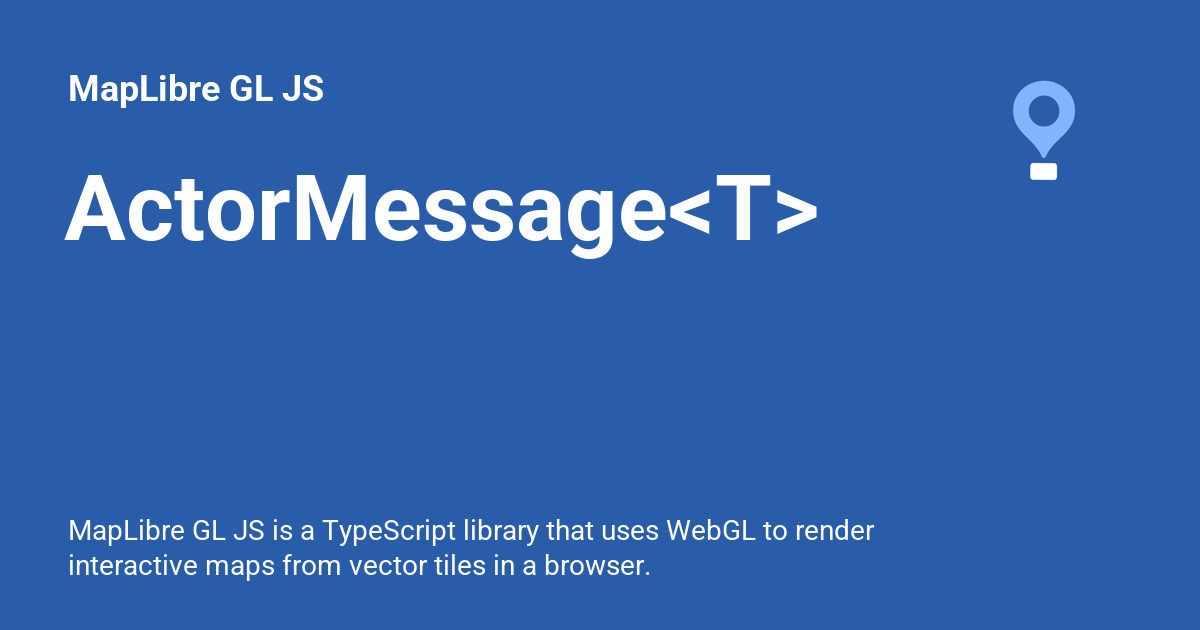 MapLibre GL JS
ActorMessage<T>
MapLibre GL JS is a TypeScript library that uses WebGL to render
interactive maps from vector tiles in a browser.